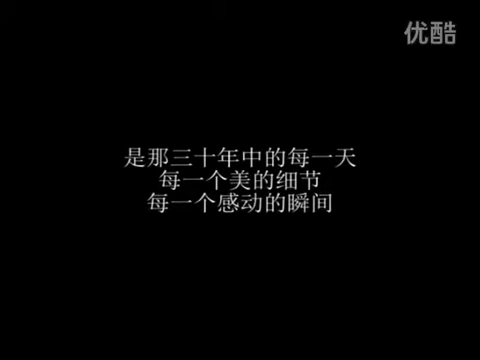 优酷
是那三十年中的每一天
每一个美的细节
每一个感动的瞬间